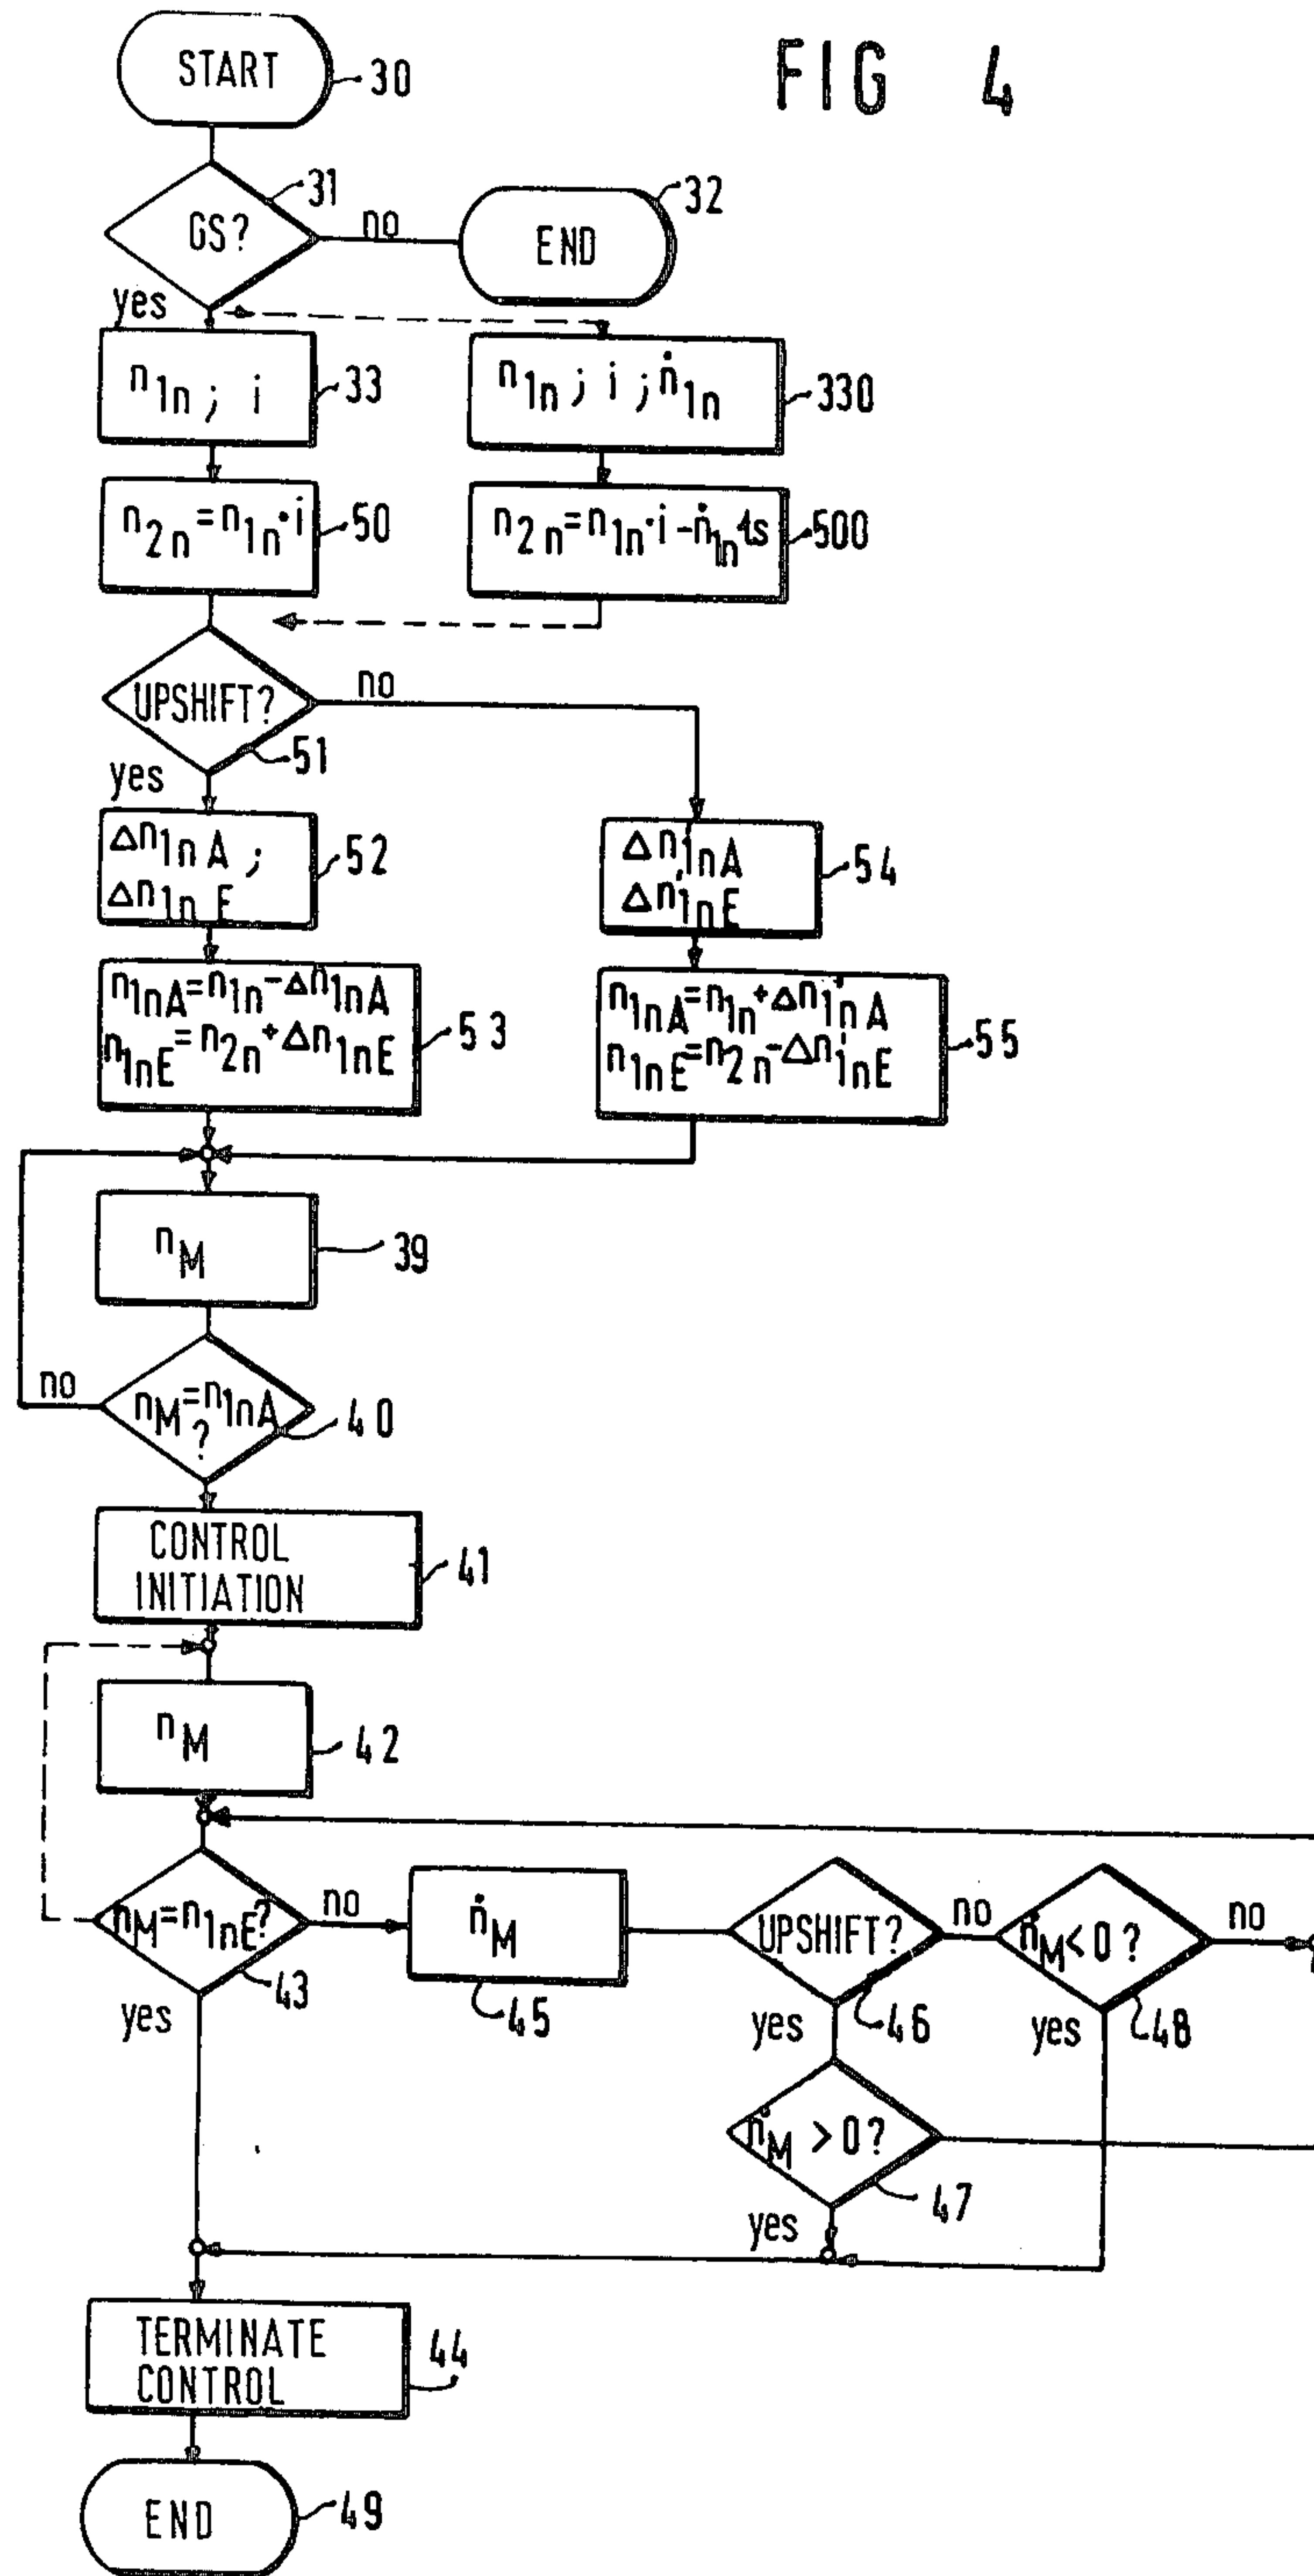 FIG 4
START
30
31
GS?
no
32
END
yes
n1n ; i
33
n1n ; i ; ṅ1n
330
n2n = n1n · i
50
n2n = n1n · i - ṅ1n ts
500
UPSHIFT?
no
51
yes
Δn1nA ;
Δn1nE
52
Δn'1nA
Δn'1nE
54
n1nA = n1n - Δn1nA
n1nE = n2n + Δn1nE
53
n1nA = n1n + Δn'1nA
n1nE = n2n - Δn'1nE
55
nM
39
no
nM = n1nA
?
40
CONTROL
INITIATION
41
nM
42
nM = n1nE ?
no
43
yes
ṅM
45
UPSHIFT?
no
46
yes
ṅM < 0 ?
no
48
yes
ṅM > 0 ?
47
yes
TERMINATE
CONTROL
44
END
49